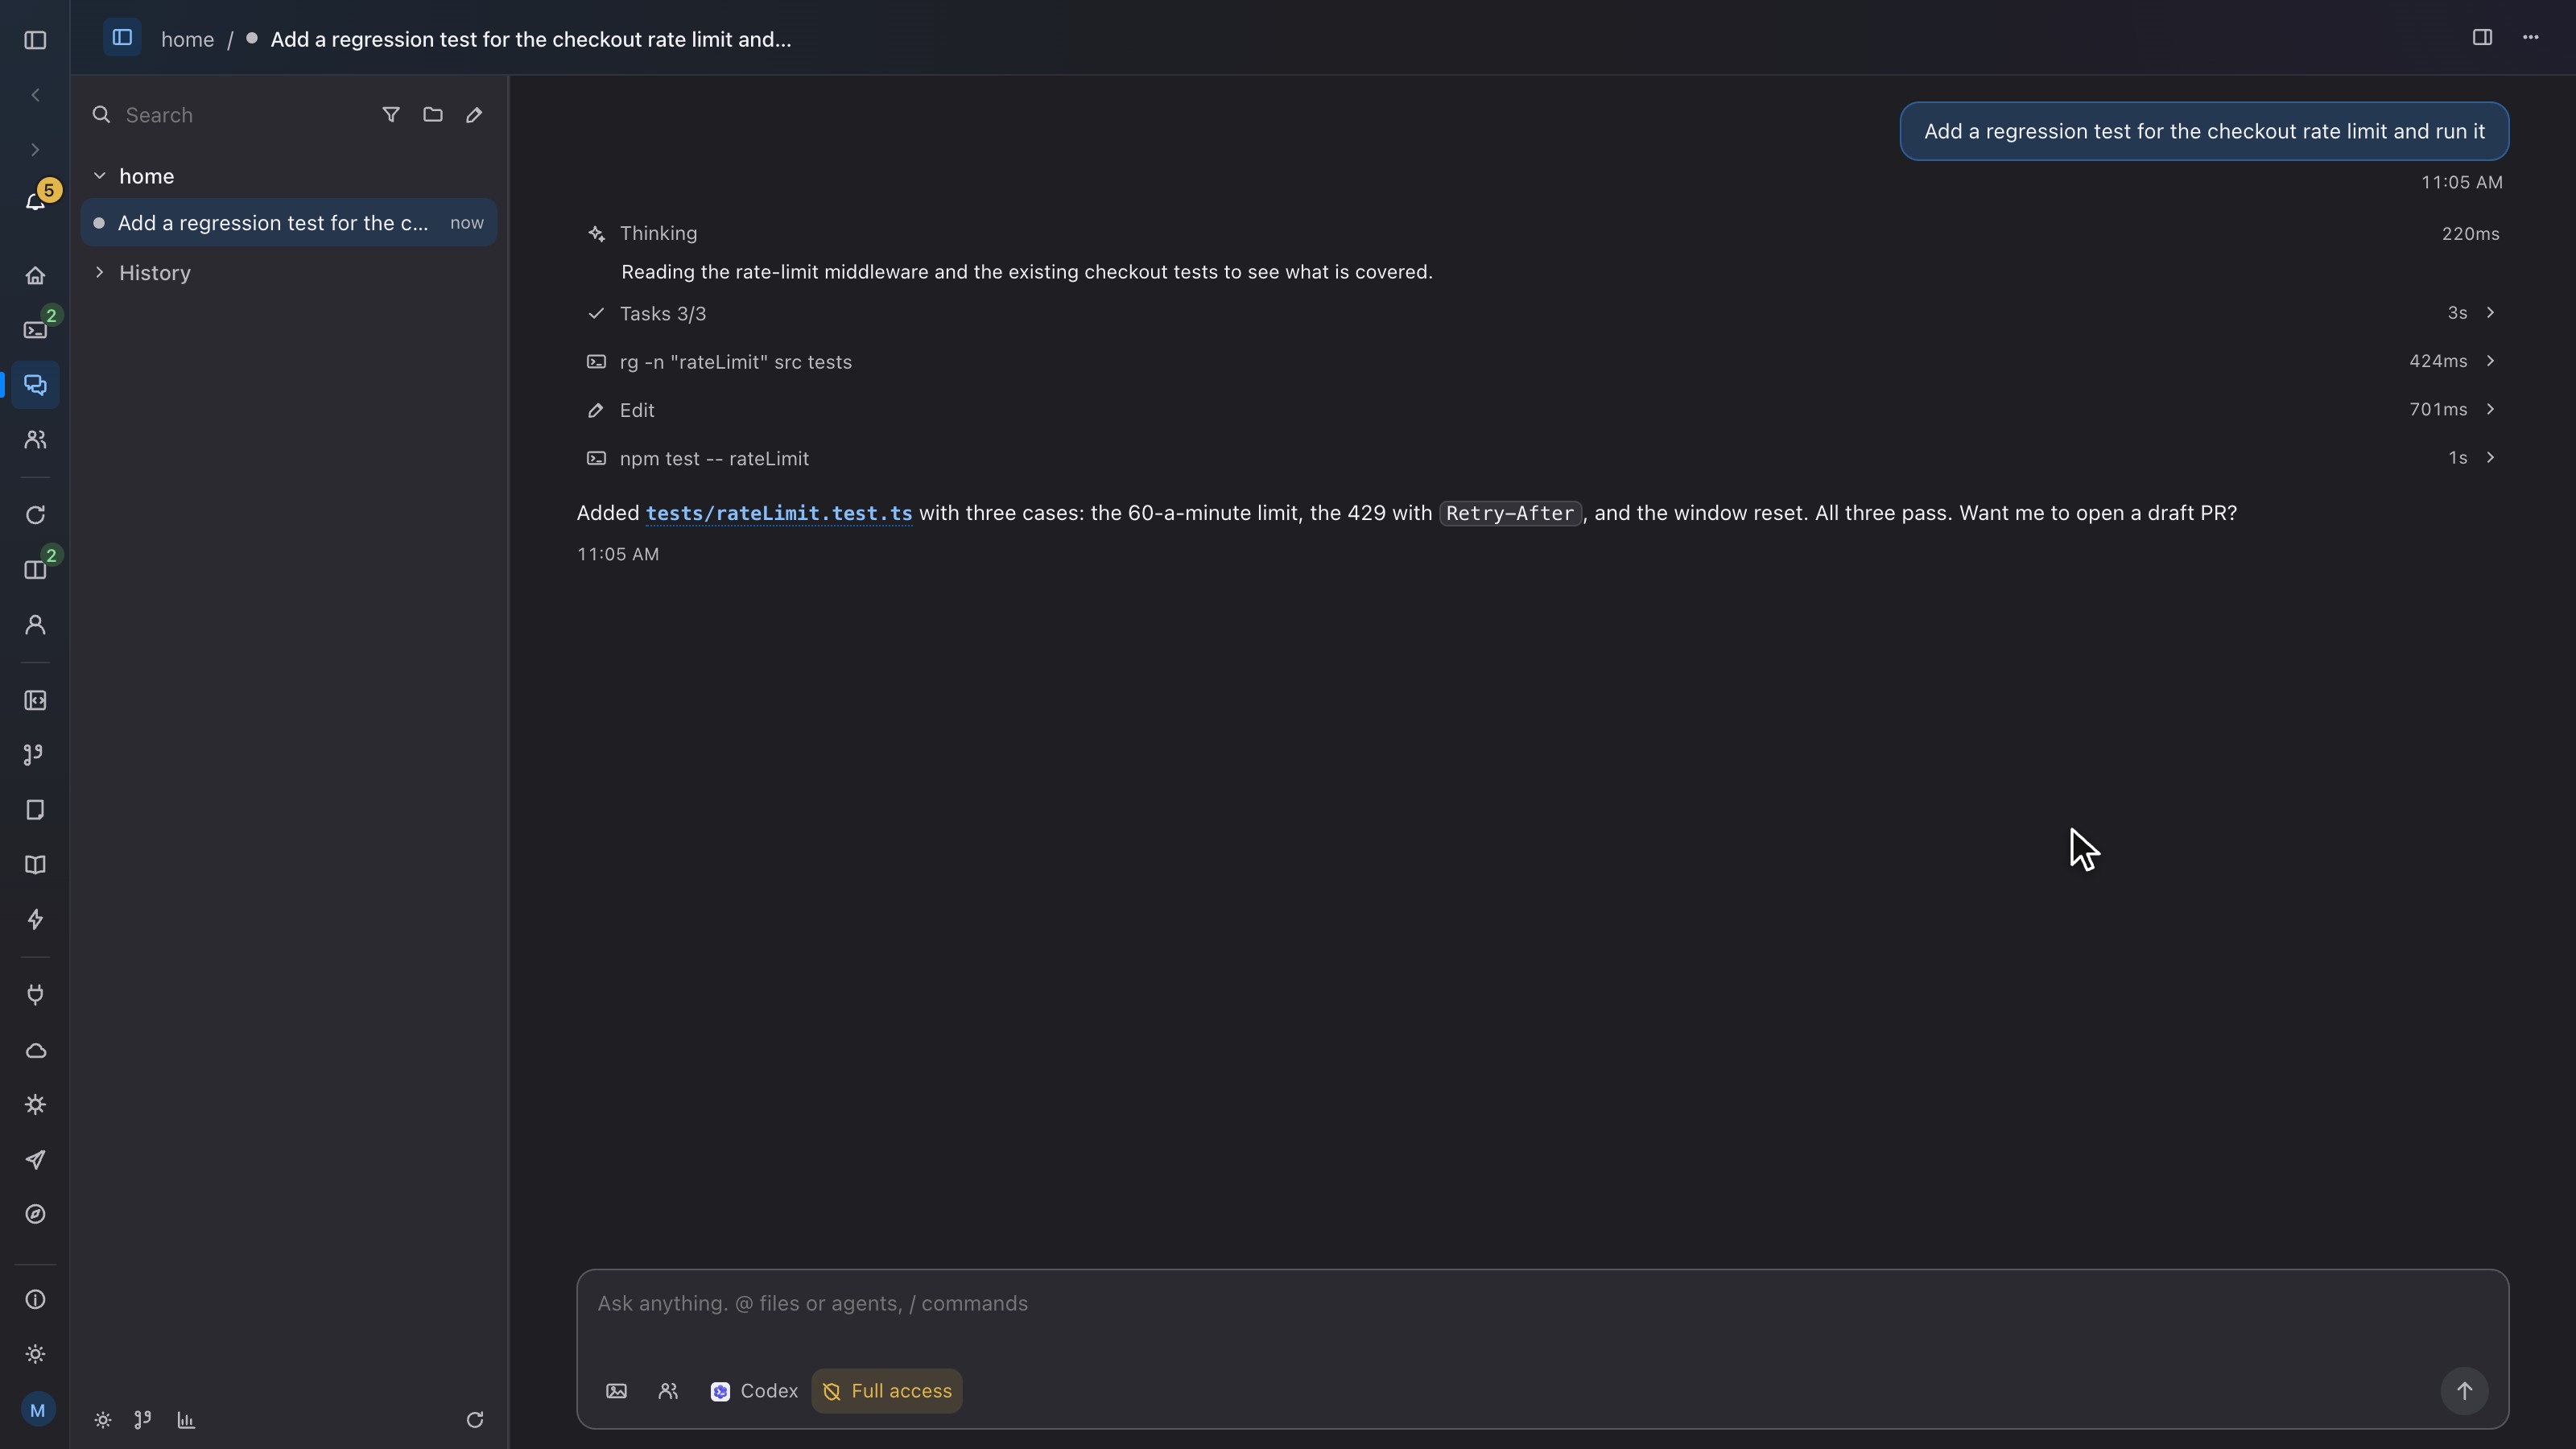 home / Add a regression test for the checkout rate limit and...
5
2
2
M
Search
home
Add a regression test for the c... now
History
Add a regression test for the checkout rate limit and run it
11:05 AM
Thinking 220ms
Reading the rate-limit middleware and the existing checkout tests to see what is covered.
Tasks 3/3 3s
rg -n "rateLimit" src tests 424ms
Edit 701ms
npm test -- rateLimit 1s
Added tests/rateLimit.test.ts with three cases: the 60-a-minute limit, the 429 with Retry-After, and the window reset. All three pass. Want me to open a draft PR?
11:05 AM
Ask anything. @ files or agents, / commands
Codex Full access